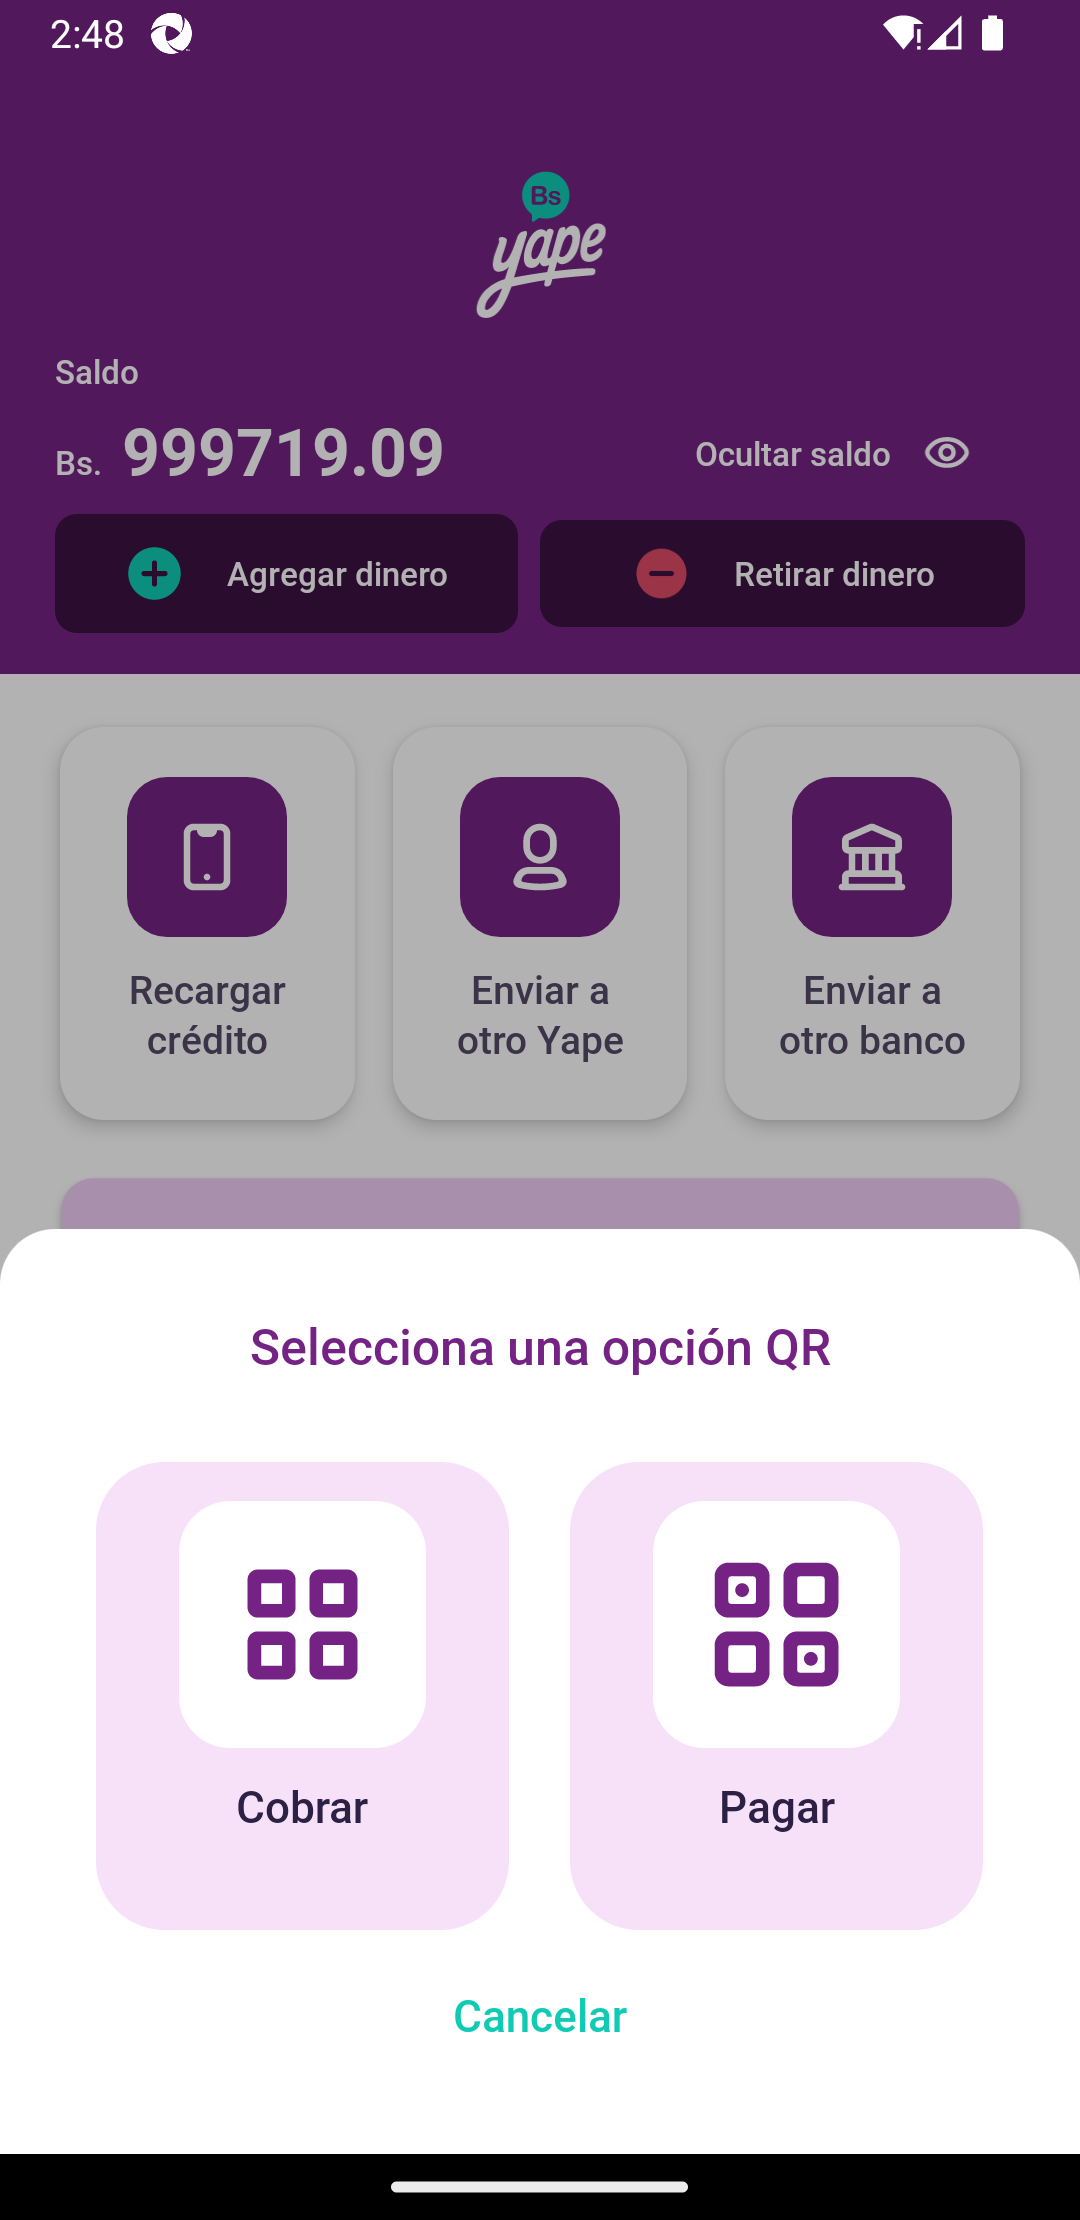 2:48
Bs
yape
Saldo
Bs. 999719.09
Ocultar saldo
Agregar dinero
Retirar dinero
Recargar
crédito
Enviar a
otro Yape
Enviar a
otro banco
Selecciona una opción QR
Cobrar
Pagar
Cancelar